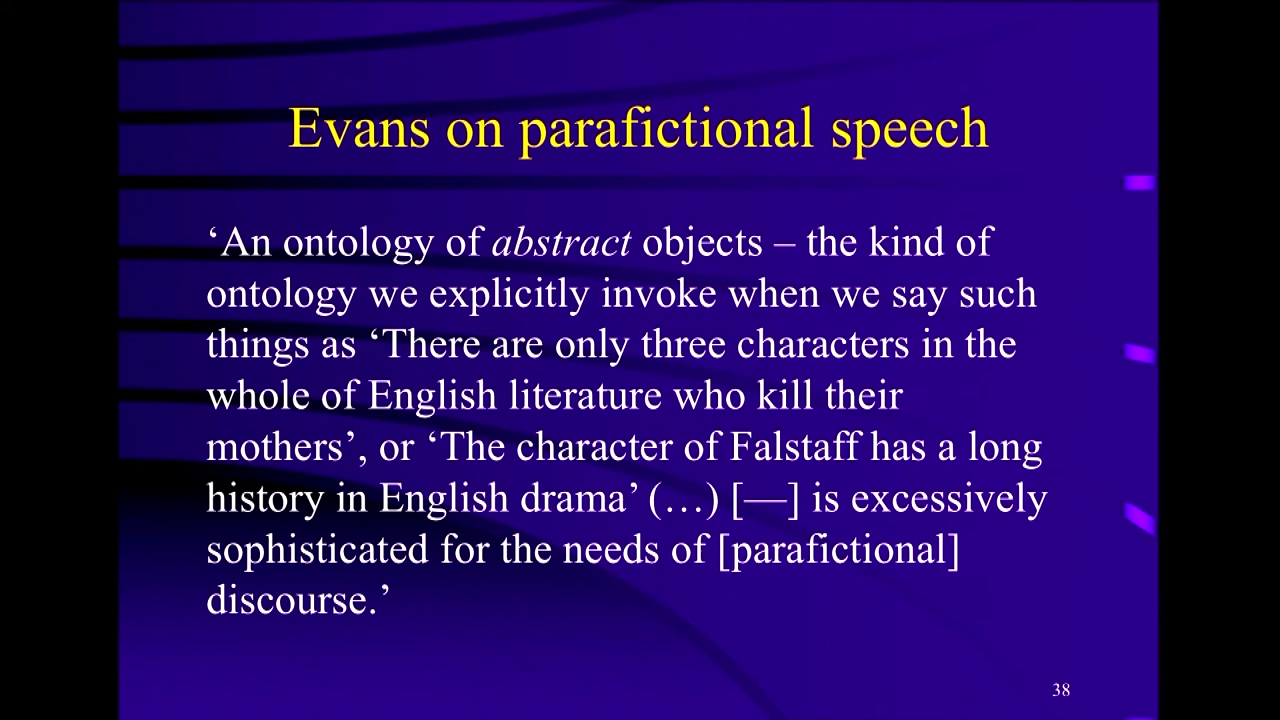 Evans on parafictional speech
‘An ontology of abstract objects – the kind of
ontology we explicitly invoke when we say such
things as ‘There are only three characters in the
whole of English literature who kill their
mothers’, or ‘The character of Falstaff has a long
history in English drama’ (…) [—] is excessively
sophisticated for the needs of [parafictional]
discourse.’
38